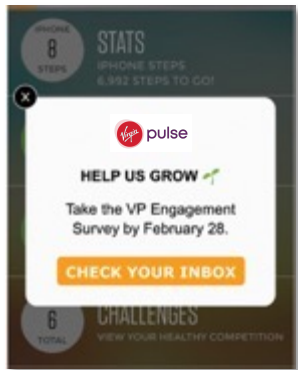 IPHONE
8
STEPS
STATS
IPHONE STEPS
6,992 STEPS TO GO!
X
Virgin pulse
HELP US GROW
Take the VP Engagement
Survey by February 28.
CHECK YOUR INBOX
6
TOTAL
CHALLENGES
VIEW YOUR HEALTHY COMPETITION